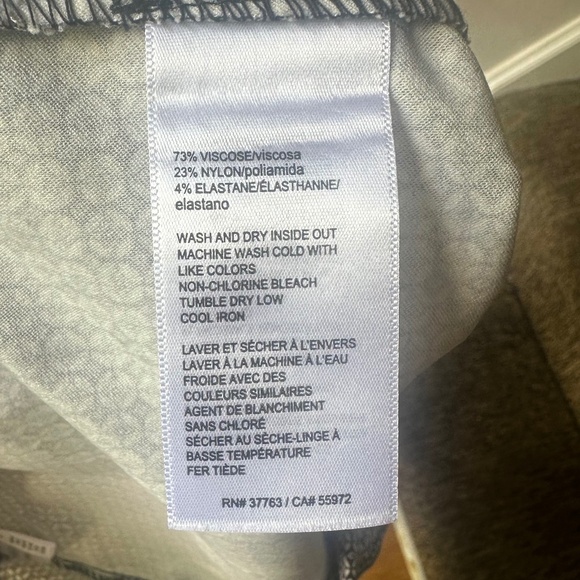 73% VISCOSE/viscosa
23% NYLON/poliamida
4% ELASTANE/ÉLASTHANNE/
elastano
WASH AND DRY INSIDE OUT
MACHINE WASH COLD WITH
LIKE COLORS
NON-CHLORINE BLEACH
TUMBLE DRY LOW
COOL IRON
LAVER ET SÉCHER À L'ENVERS
LAVER À LA MACHINE À L'EAU
FROIDE AVEC DES
COULEURS SIMILAIRES
AGENT DE BLANCHIMENT
SANS CHLORÉ
SÉCHER AU SÈCHE-LINGE À
BASSE TEMPÉRATURE
FER TIÈDE
RN# 37763 / CA# 55972